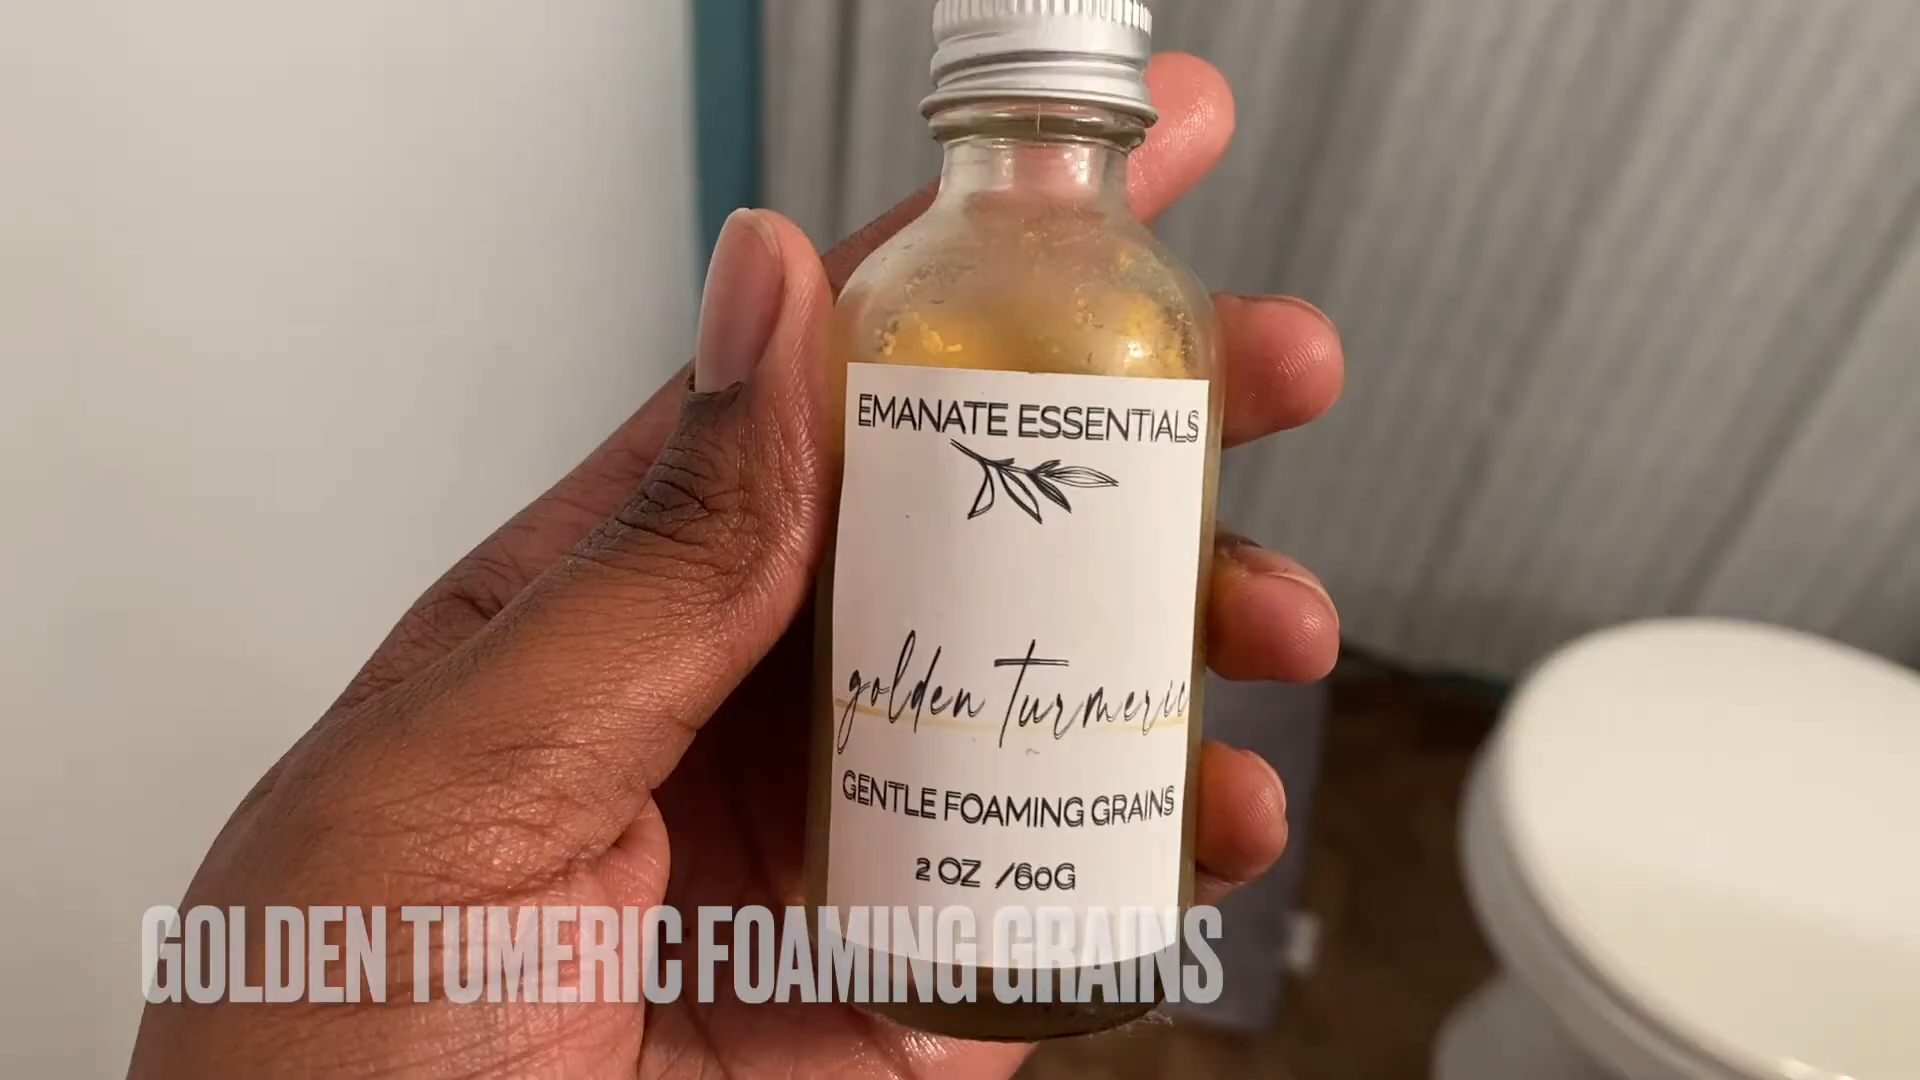 EMANATE ESSENTIALS
golden Turmeric
GENTLE FOAMING GRAINS
2 OZ /60G
GOLDEN TUMERIC FOAMING GRAINS